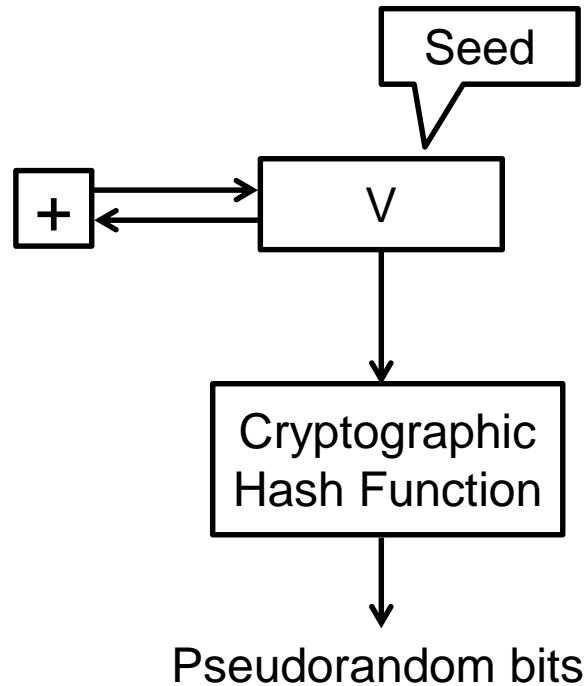 Seed
+
V
Cryptographic
Hash Function
Pseudorandom bits